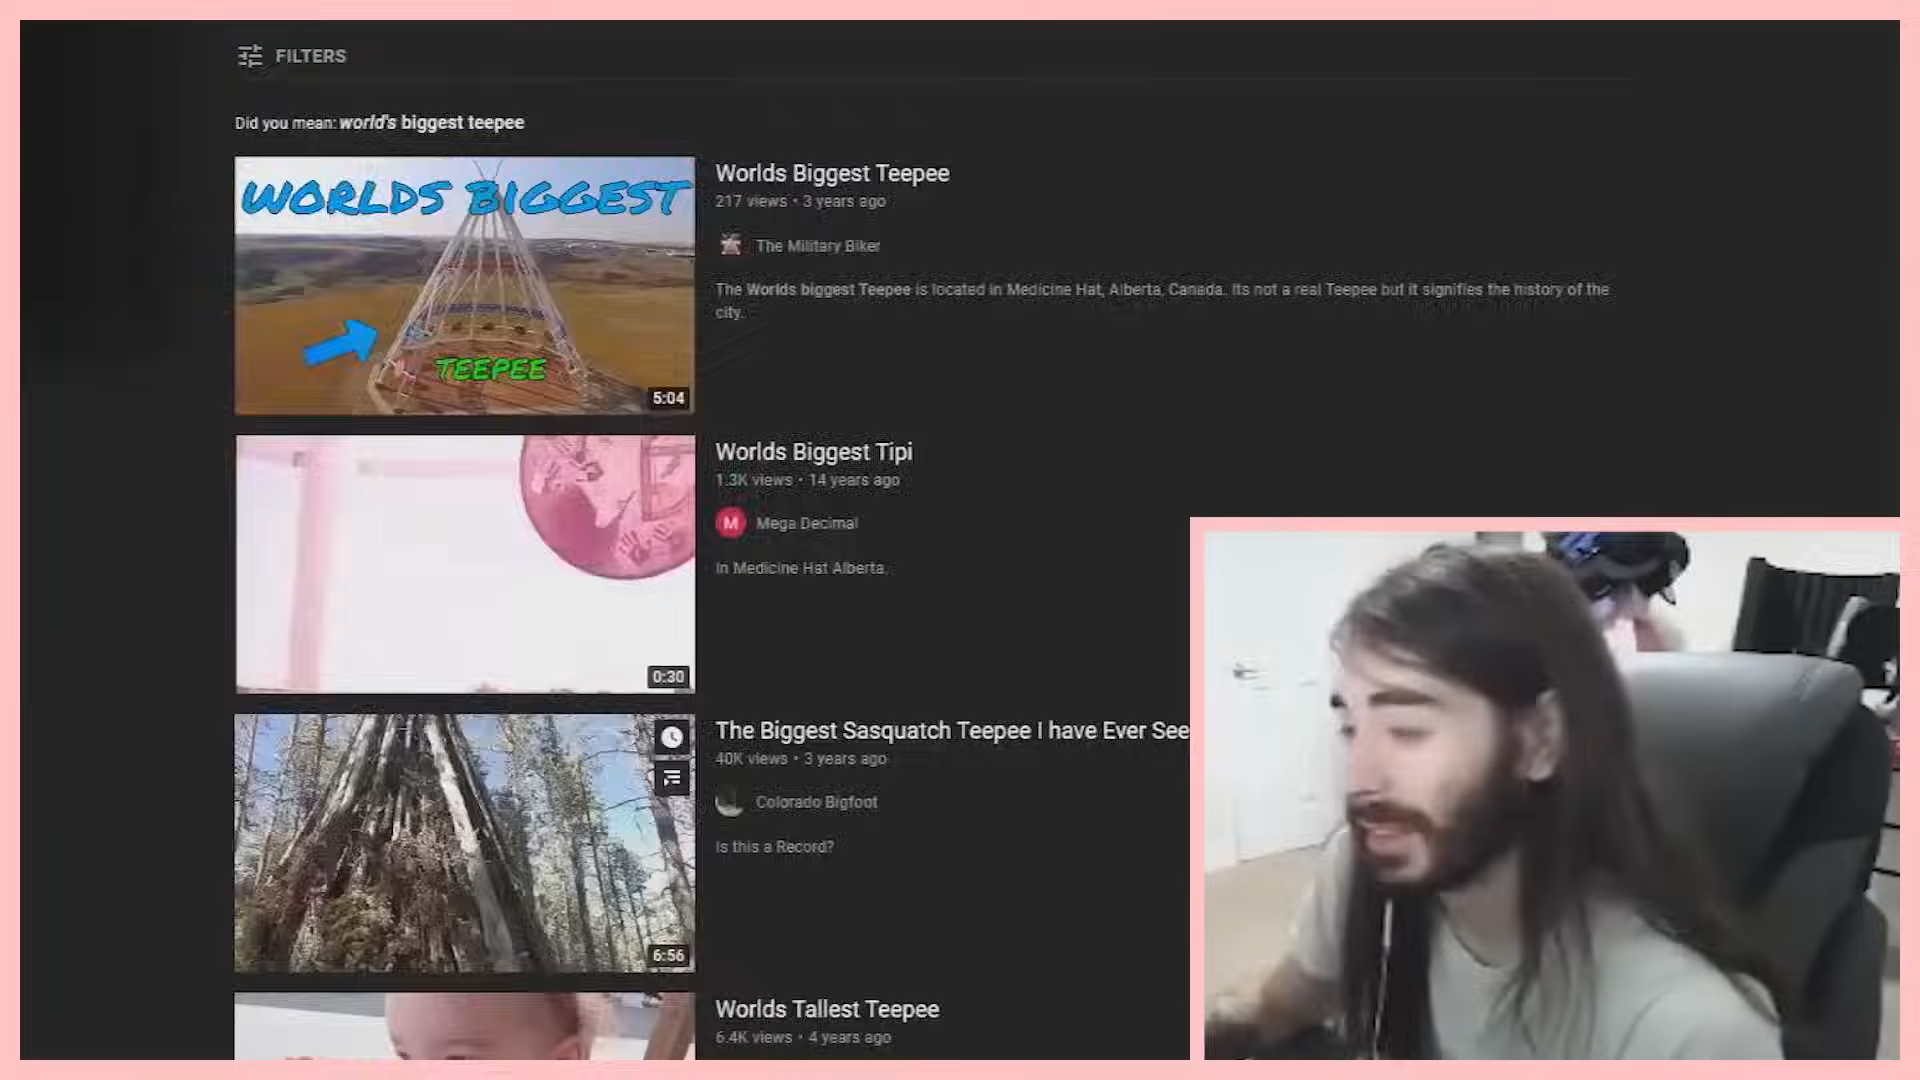 FILTERS
Did you mean: world's biggest teepee
WORLDS BIGGEST
TEEPEE
5:04
Worlds Biggest Teepee
217 views • 3 years ago
The Military Biker
The Worlds biggest Teepee is located in Medicine Hat, Alberta, Canada. Its not a real Teepee but it signifies the history of the
city.
0:30
Worlds Biggest Tipi
1.3K views • 14 years ago
M
Mega Decimal
In Medicine Hat Alberta.
6:56
The Biggest Sasquatch Teepee I have Ever See
40K views • 3 years ago
Colorado Bigfoot
Is this a Record?
Worlds Tallest Teepee
6.4K views • 4 years ago